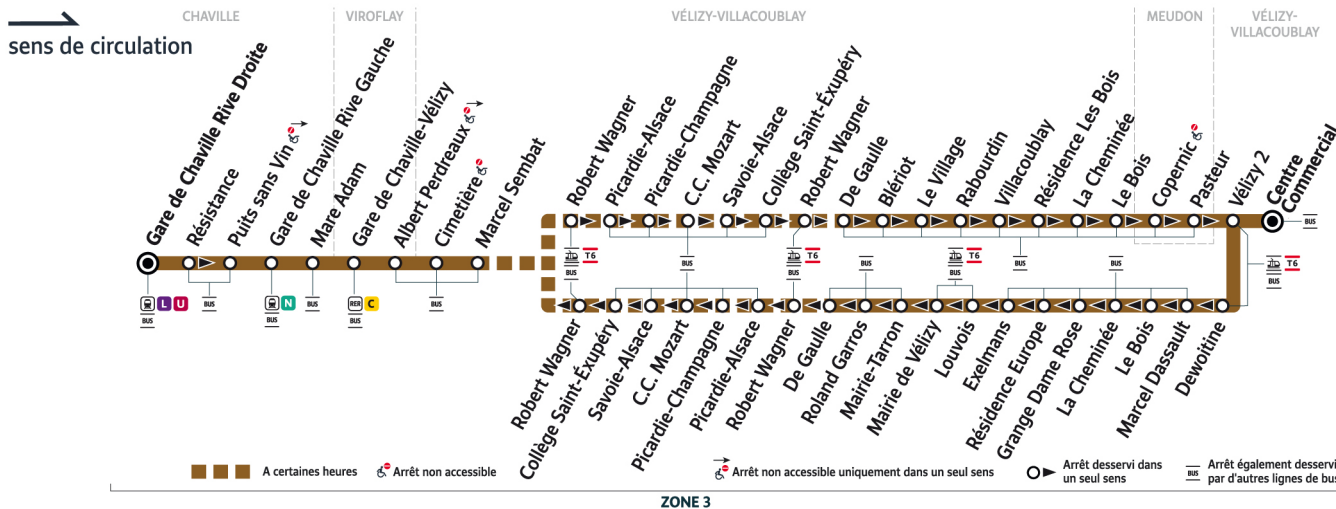 CHAVILLE
VIROFLAY
VÉLIZY-VILLACOUBLAY
MEUDON
VÉLIZY-
VILLACOUBLAY
sens de circulation
Gare de Chaville Rive Droite
Résistance
Puits sans Vin
Gare de Chaville Rive Gauche
Mare Adam
Gare de Chaville-Vélizy
Albert Perdreaux
Cimetière
Marcel Sembat
Robert Wagner
Picardie-Alsace
Picardie-Champagne
C.C. Mozart
Savoie-Alsace
Collège Saint-Éxupéry
Robert Wagner
De Gaulle
Blériot
Le Village
Rabourdin
Villacoublay
Résidence Les Bois
La Cheminée
Le Bois
Copernic
Pasteur
Vélizy 2
Centre
Commercial
BUS
L U
BUS
BUS
N
BUS
BUS
RER C
BUS
BUS
T6
BUS
BUS
T6
BUS
BUS
T6
BUS
BUS
BUS
T6
BUS
Robert Wagner
Collège Saint-Exupéry
Savoie-Alsace
C.C. Mozart
Picardie-Champagne
Picardie-Alsace
Robert Wagner
De Gaulle
Roland Garros
Mairie-Tarron
Mairie de Vélizy
Louvois
Exelmans
Résidence Europe
Grange Dame Rose
La Cheminée
Le Bois
Marcel Dassault
Dewoitine
A certaines heures
Arrêt non accessible
Arrêt non accessible uniquement dans un seul sens
Arrêt desservi dans
un seul sens
BUS
Arrêt également desservi
par d'autres lignes de bus
ZONE 3